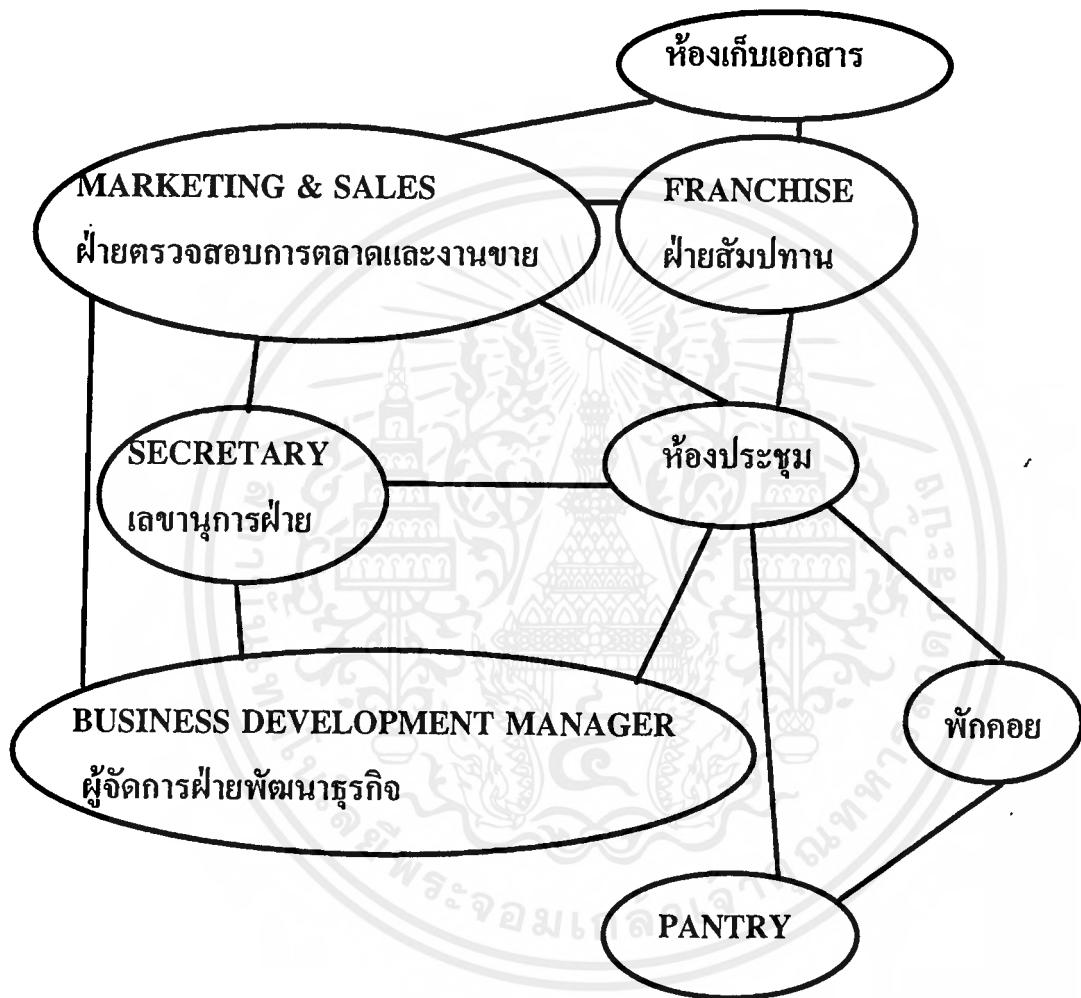 ห้องเก็บเอกสาร
MARKETING & SALES
ฝ่ายตรวจสอบการตลาดและงานขาย
FRANCHISE
ฝ่ายสัมปทาน
SECRETARY
เลขานุการฝ่าย
ห้องประชุม
BUSINESS DEVELOPMENT MANAGER
ผู้จัดการฝ่ายพัฒนาธุรกิจ
พักคอย
PANTRY